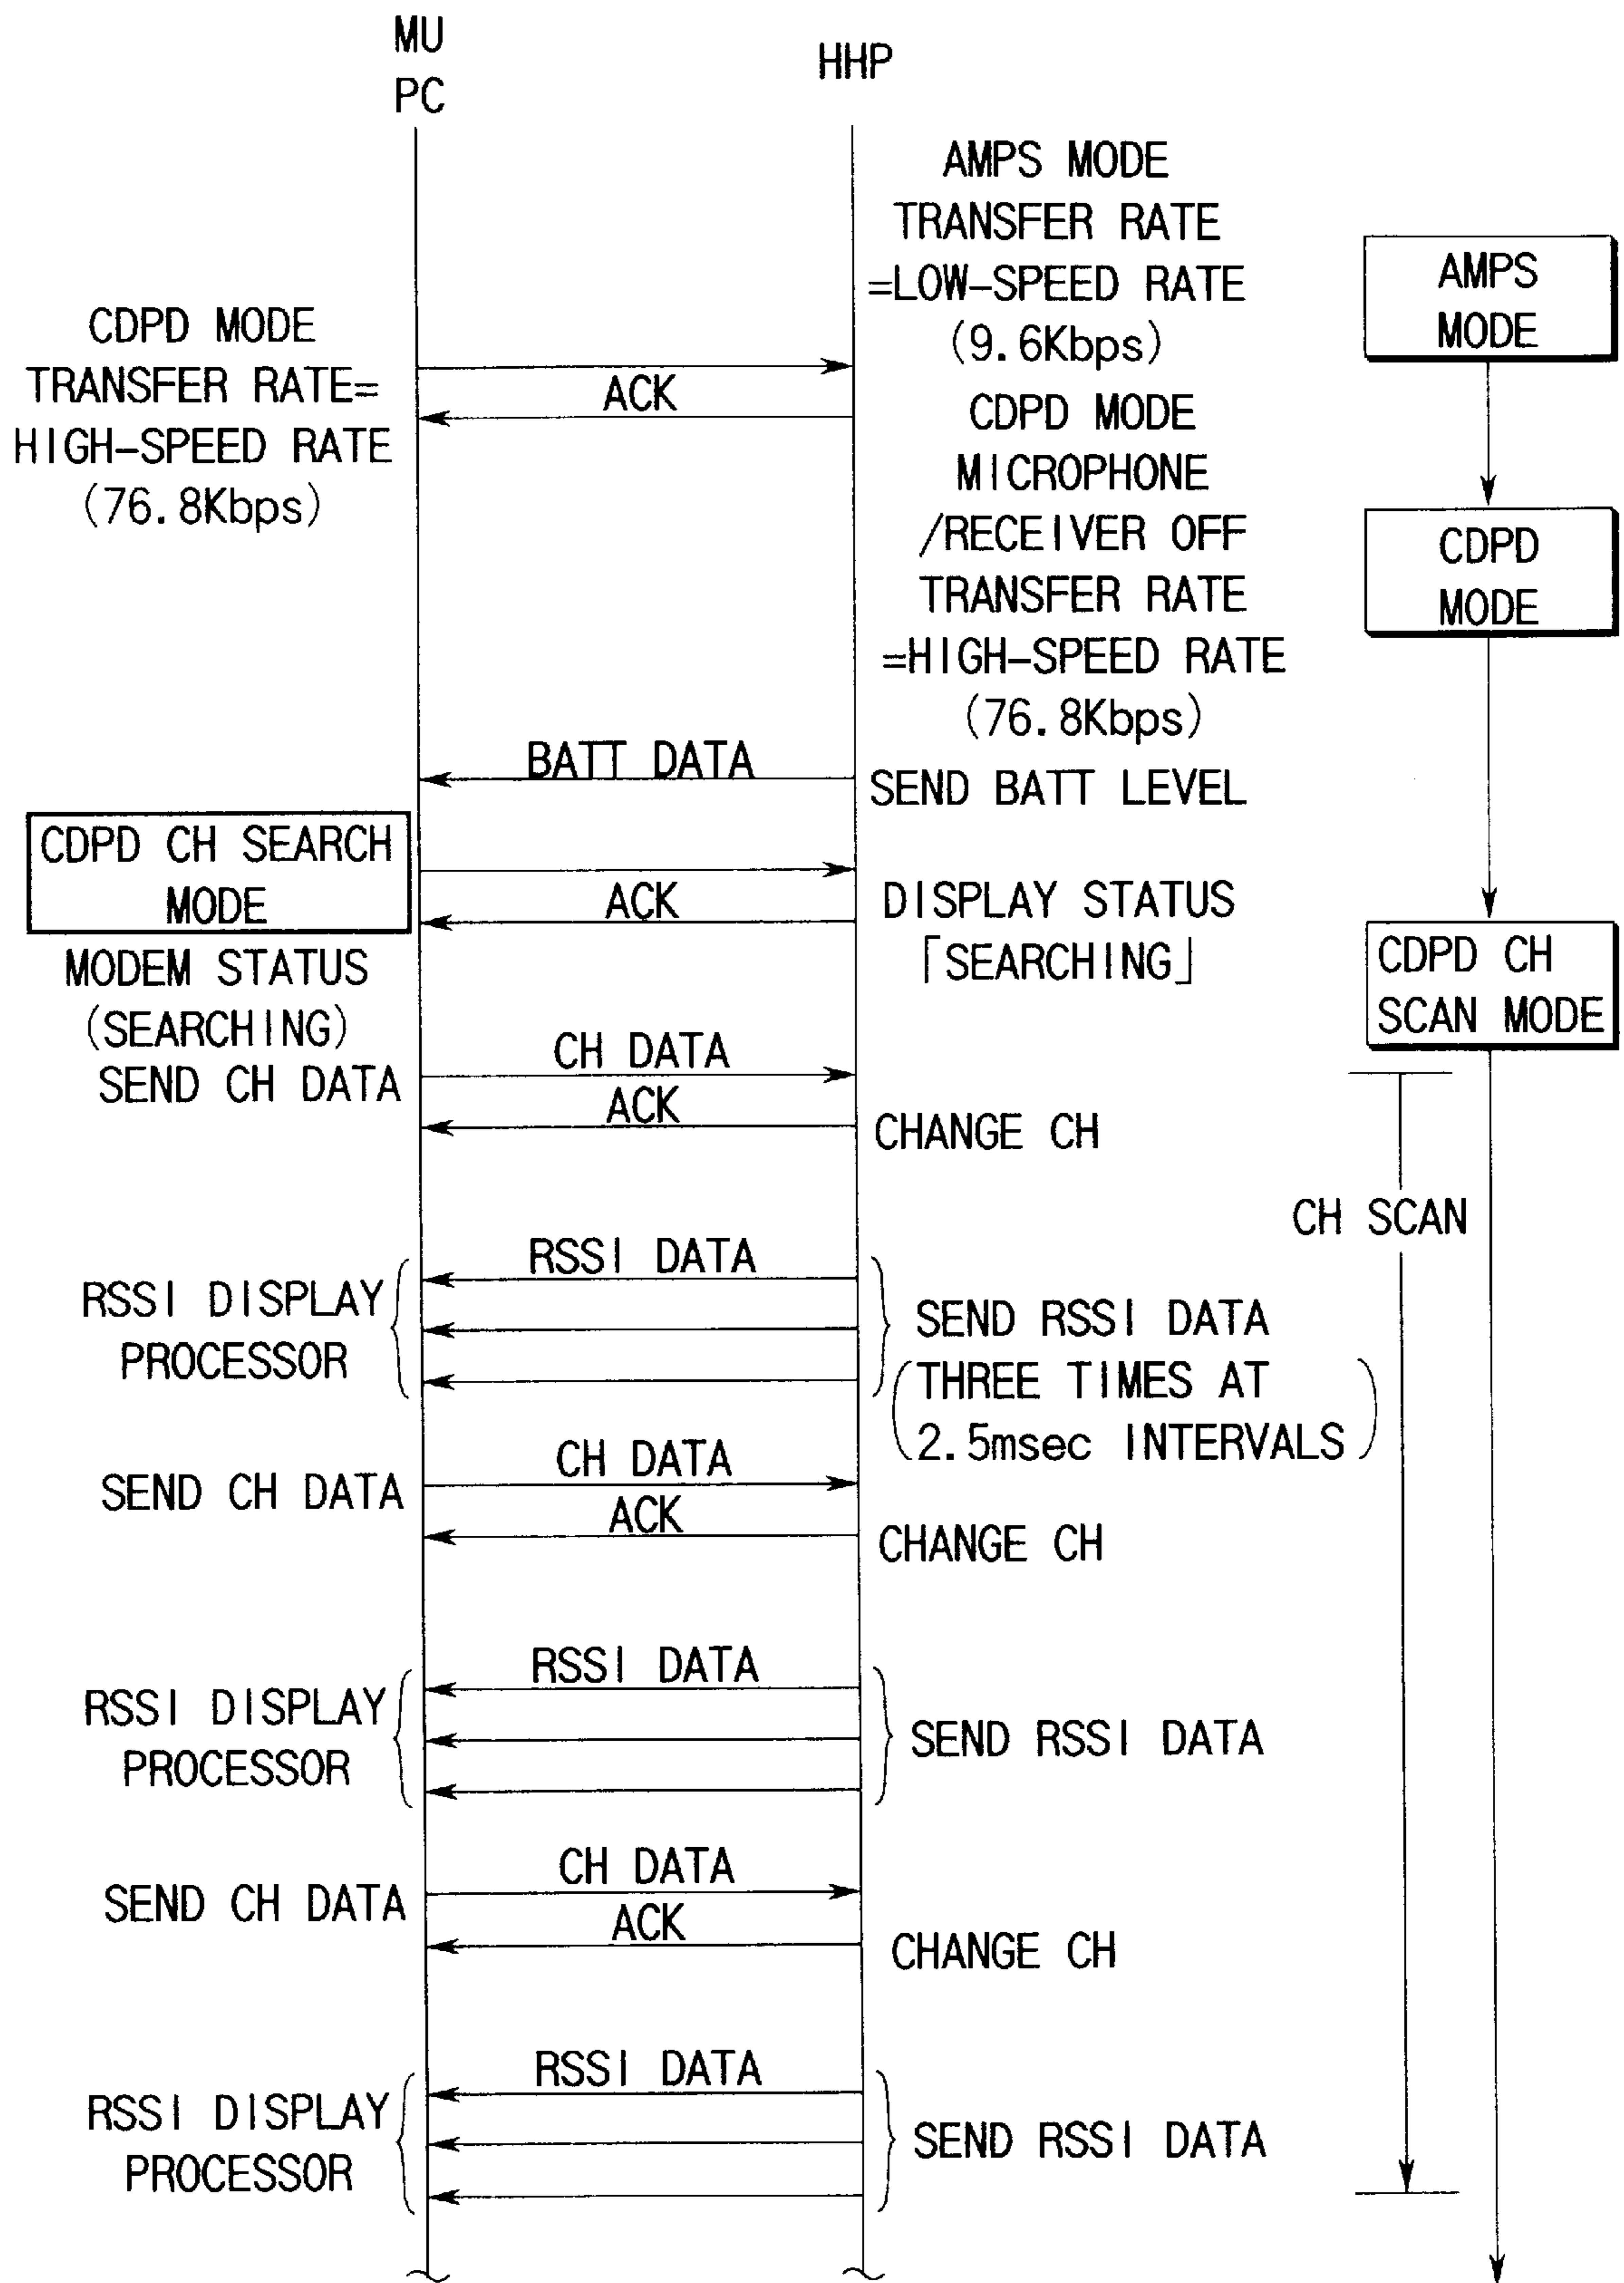 MU
PC
HHP
AMPS MODE
TRANSFER RATE
=LOW-SPEED RATE
(9.6Kbps)
AMPS
MODE
CDPD MODE
TRANSFER RATE=
HIGH-SPEED RATE
(76.8Kbps)
ACK
CDPD MODE
MICROPHONE
/RECEIVER OFF
TRANSFER RATE
=HIGH-SPEED RATE
(76.8Kbps)
CDPD
MODE
BATT DATA
SEND BATT LEVEL
CDPD CH SEARCH
MODE
ACK
DISPLAY STATUS
「SEARCHING」
MODEM STATUS
(SEARCHING)
CDPD CH
SCAN MODE
SEND CH DATA
CH DATA
ACK
CHANGE CH
CH SCAN
RSSI DATA
RSSI DISPLAY
PROCESSOR
SEND RSSI DATA
(THREE TIMES AT
2.5msec INTERVALS)
SEND CH DATA
CH DATA
ACK
CHANGE CH
RSSI DATA
RSSI DISPLAY
PROCESSOR
SEND RSSI DATA
SEND CH DATA
CH DATA
ACK
CHANGE CH
RSSI DATA
RSSI DISPLAY
PROCESSOR
SEND RSSI DATA